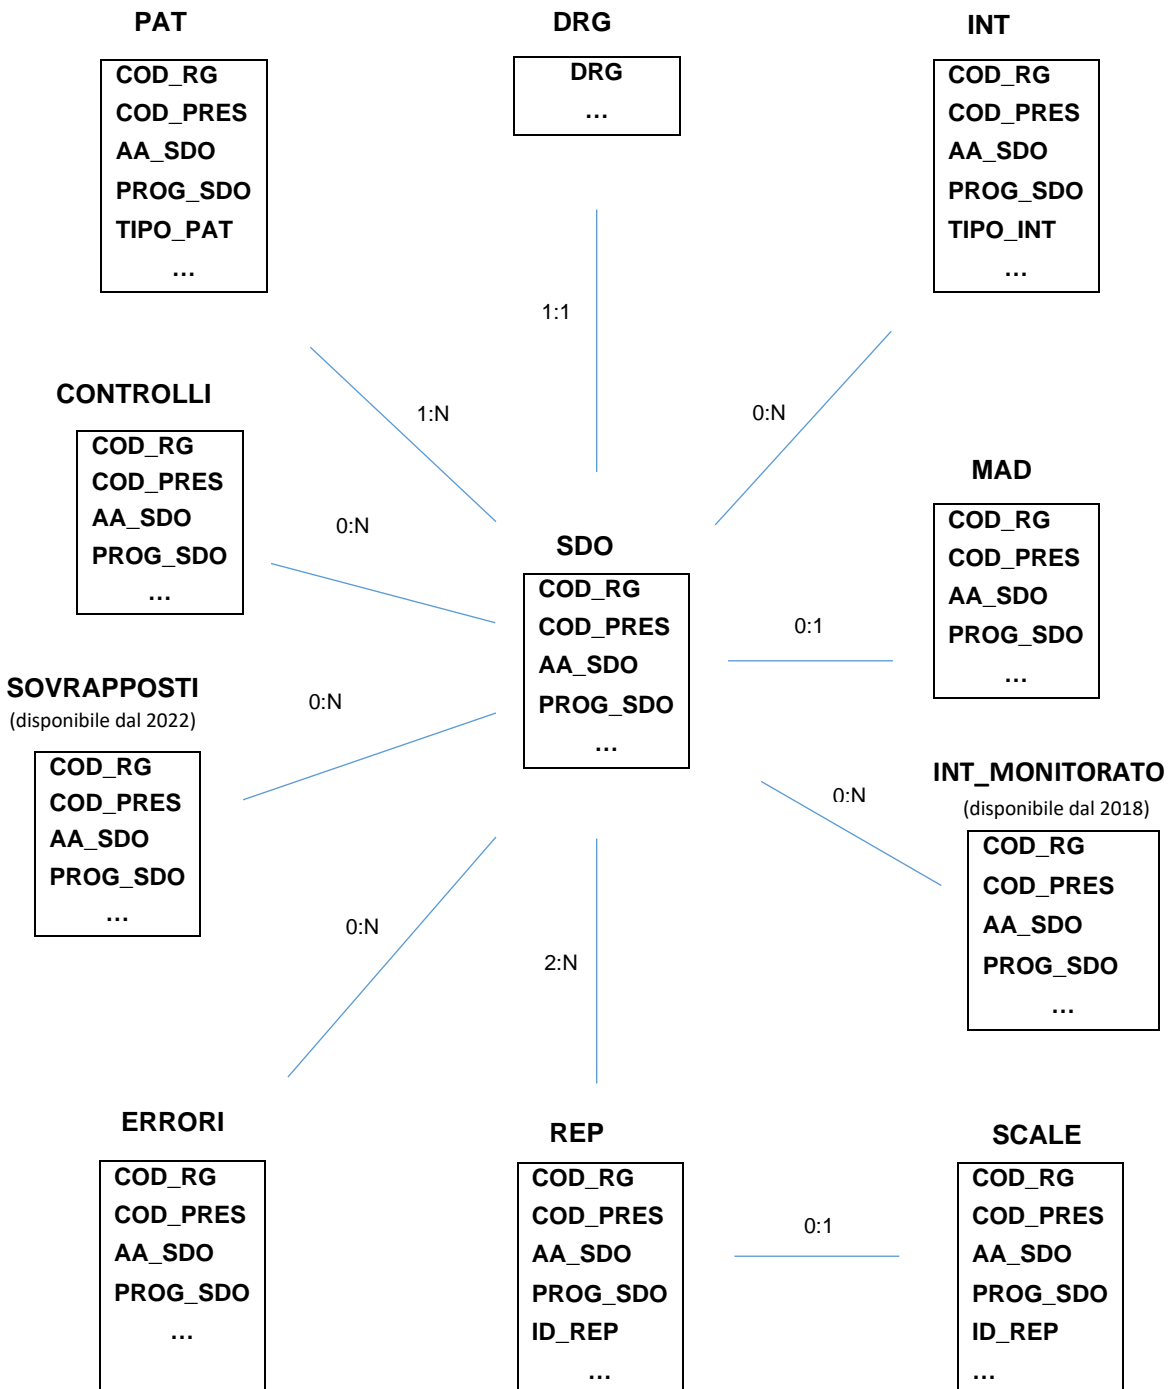 PAT
COD_RG
COD_PRES
AA_SDO
PROG_SDO
TIPO_PAT
...
DRG
DRG
...
INT
COD_RG
COD_PRES
AA_SDO
PROG_SDO
TIPO_INT
...
1:1
1:N
0:N
CONTROLLI
COD_RG
COD_PRES
AA_SDO
PROG_SDO
...
0:N
SDO
COD_RG
COD_PRES
AA_SDO
PROG_SDO
...
MAD
COD_RG
COD_PRES
AA_SDO
PROG_SDO
...
0:1
SOVRAPPOSTI
(disponibile dal 2022)
COD_RG
COD_PRES
AA_SDO
PROG_SDO
...
0:N
INT_MONITORATO
(disponibile dal 2018)
COD_RG
COD_PRES
AA_SDO
PROG_SDO
...
0:N
0:N
2:N
ERRORI
COD_RG
COD_PRES
AA_SDO
PROG_SDO
...
REP
COD_RG
COD_PRES
AA_SDO
PROG_SDO
ID_REP
...
0:1
SCALE
COD_RG
COD_PRES
AA_SDO
PROG_SDO
ID_REP
...